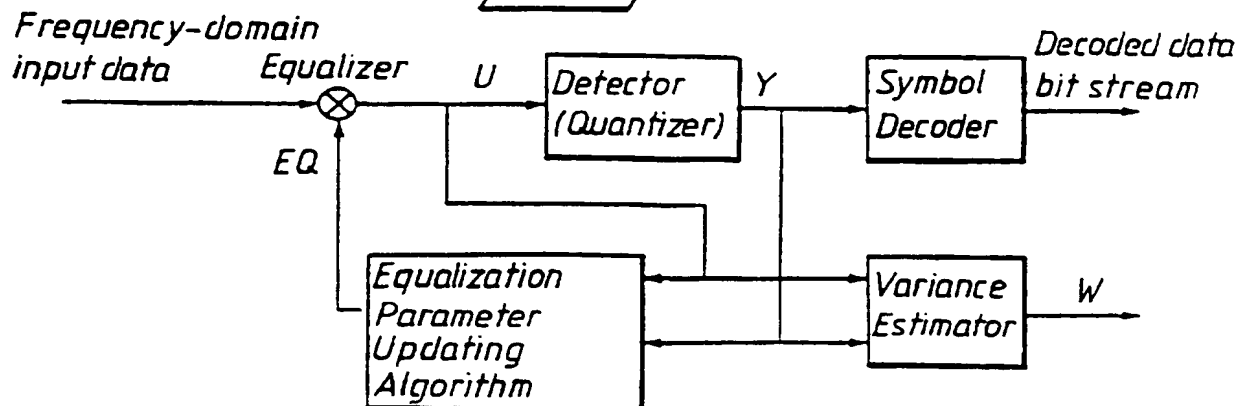 Frequency-domain
input data
Equalizer
U
Detector
(Quantizer)
Y
Symbol
Decoder
Decoded data
bit stream
EQ
Equalization
Parameter
Updating
Algorithm
Variance
Estimator
W